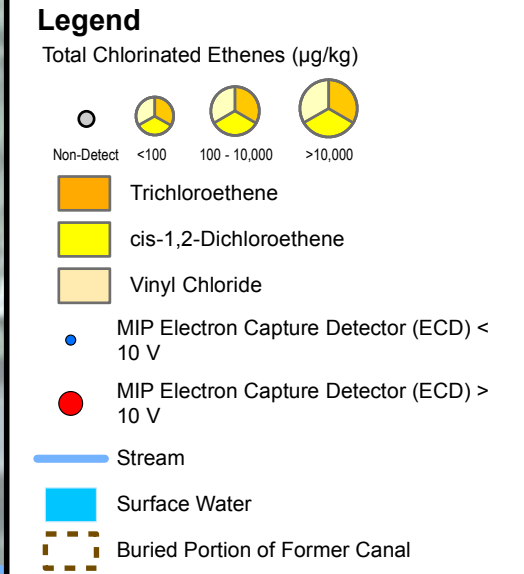 Legend
Total Chlorinated Ethenes (µg/kg)
Non-Detect <100 100 - 10,000 >10,000
Trichloroethene
cis-1,2-Dichloroethene
Vinyl Chloride
MIP Electron Capture Detector (ECD) <
10 V
MIP Electron Capture Detector (ECD) >
10 V
Stream
Surface Water
Buried Portion of Former Canal